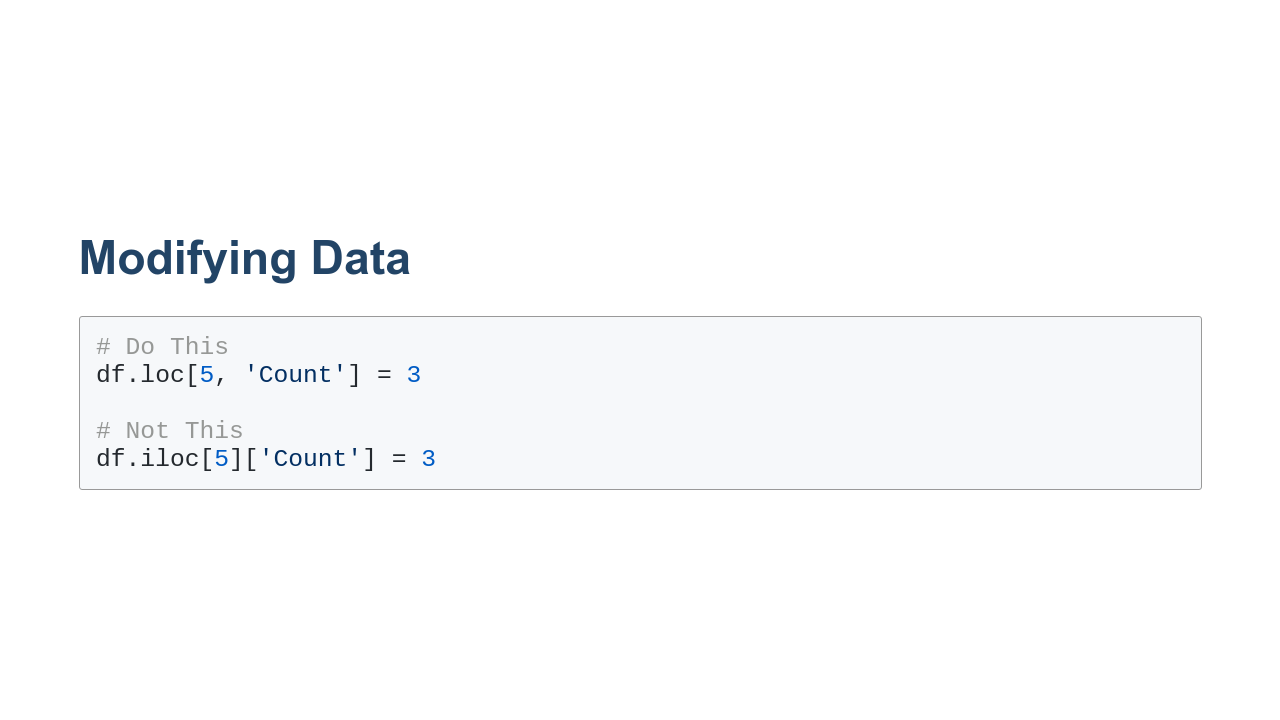 Modifying Data
# Do This
df.loc[5, 'Count'] = 3
# Not This
df.iloc[5]['Count'] = 3